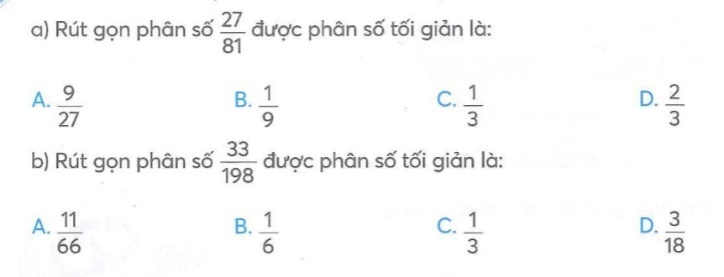 a) Rút gọn phân số 27/81 được phân số tối giản là:
A. 9/27 B. 1/9 C. 1/3 D. 2/3
b) Rút gọn phân số 33/198 được phân số tối giản là:
A. 11/66 B. 1/6 C. 1/3 D. 3/18